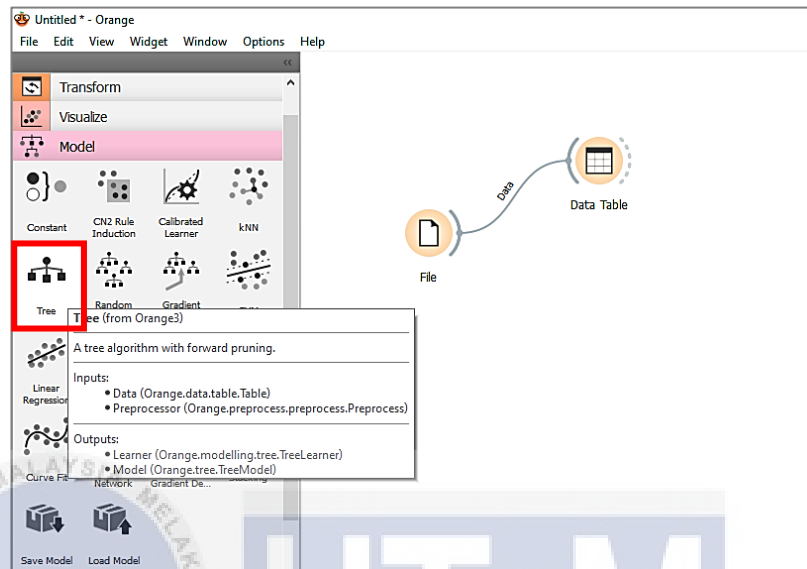 Untitled * - Orange
File Edit View Widget Window Options Help
Transform
Visualize
Model
Constant
CN2 Rule Induction
Calibrated Learner
kNN
Tree
Random
Gradient
Tree (from Orange3)
A tree algorithm with forward pruning.
Inputs:
• Data (Orange.data.table.Table)
• Preprocessor (Orange.preprocess.preprocess.Preprocess)
Outputs:
• Learner (Orange.modelling.tree.TreeLearner)
• Model (Orange.tree.TreeModel)
Linear Regression
Curve Fit
Network
Gradient De...
Save Model
Load Model
Data
File
Data Table
MALAYSIA